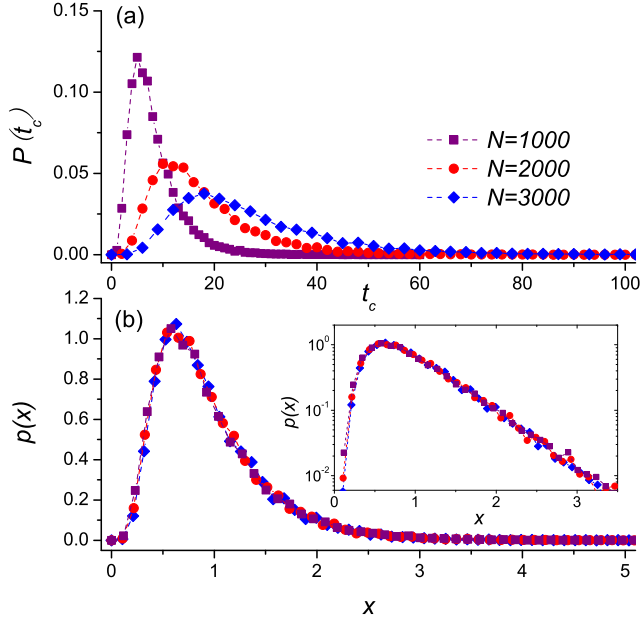 (a)
0.15
0.10
0.05
0.00
P(t_c)
N=1000
N=2000
N=3000
0 20 40 60 80 100
t_c
(b)
1.2
1.0
0.8
0.6
0.4
0.2
0.0
p(x)
10^0
10^-1
10^-2
p(x)
0 1 2 3
x
0 1 2 3 4 5
x